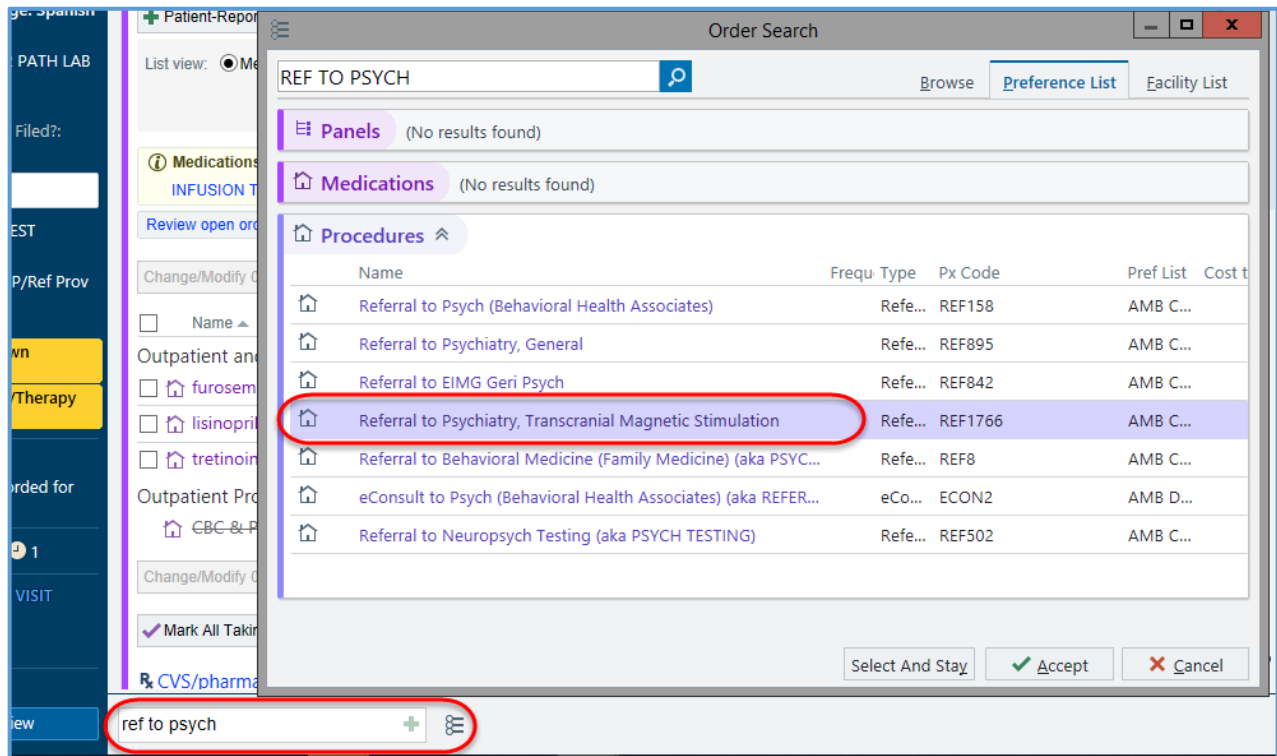 ge: Spanish
PATH LAB
Filed?:
EST
P/Ref Prov
wn
/Therapy
orded for
1
VISIT
iew
Patient-Repor
List view: Me
Medications
INFUSION T
Review open ord
Change/Modify O
Name
Outpatient and
furosem
lisinopril
tretinoin
Outpatient Pro
CBC & P
Change/Modify O
Mark All Takin
Rx CVS/pharma
ref to psych
Order Search
REF TO PSYCH
Browse Preference List Facility List
Panels (No results found)
Medications (No results found)
Procedures
Name Frequ Type Px Code Pref List Cost t
Referral to Psych (Behavioral Health Associates) Refe... REF158 AMB C...
Referral to Psychiatry, General Refe... REF895 AMB C...
Referral to EIMG Geri Psych Refe... REF842 AMB C...
Referral to Psychiatry, Transcranial Magnetic Stimulation Refe... REF1766 AMB C...
Referral to Behavioral Medicine (Family Medicine) (aka PSYC... Refe... REF8 AMB C...
eConsult to Psych (Behavioral Health Associates) (aka REFER... eCo... ECON2 AMB D...
Referral to Neuropsych Testing (aka PSYCH TESTING) Refe... REF502 AMB C...
Select And Stay Accept Cancel